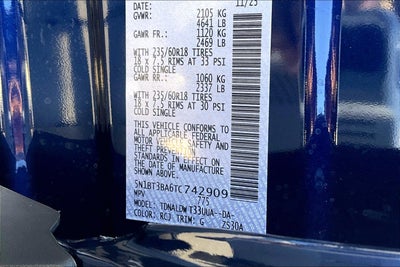 DATE: 11/25
GVWR: 2105 KG
4641 LB
GAWR FR.: 1120 KG
2469 LB
WITH 235/60R18 TIRES
18 x 7.5 RIMS AT 33 PSI
COLD SINGLE
GAWR RR.: 1060 KG
2337 LB
WITH 235/60R18 TIRES
18 x 7.5 RIMS AT 30 PSI
COLD SINGLE
THIS VEHICLE CONFORMS TO
ALL APPLICABLE FEDERAL
MOTOR VEHICLE SAFETY AND
THEFT PREVENTION
STANDARDS IN EFFECT ON
THE DATE OF MANUFACTURE
SHOWN ABOVE
5N1BT3BA6TC742909
MPV 775
MODEL: TDNALDW T33UUA--DA-
COLOR: RCJ TRIM: G ZS30A